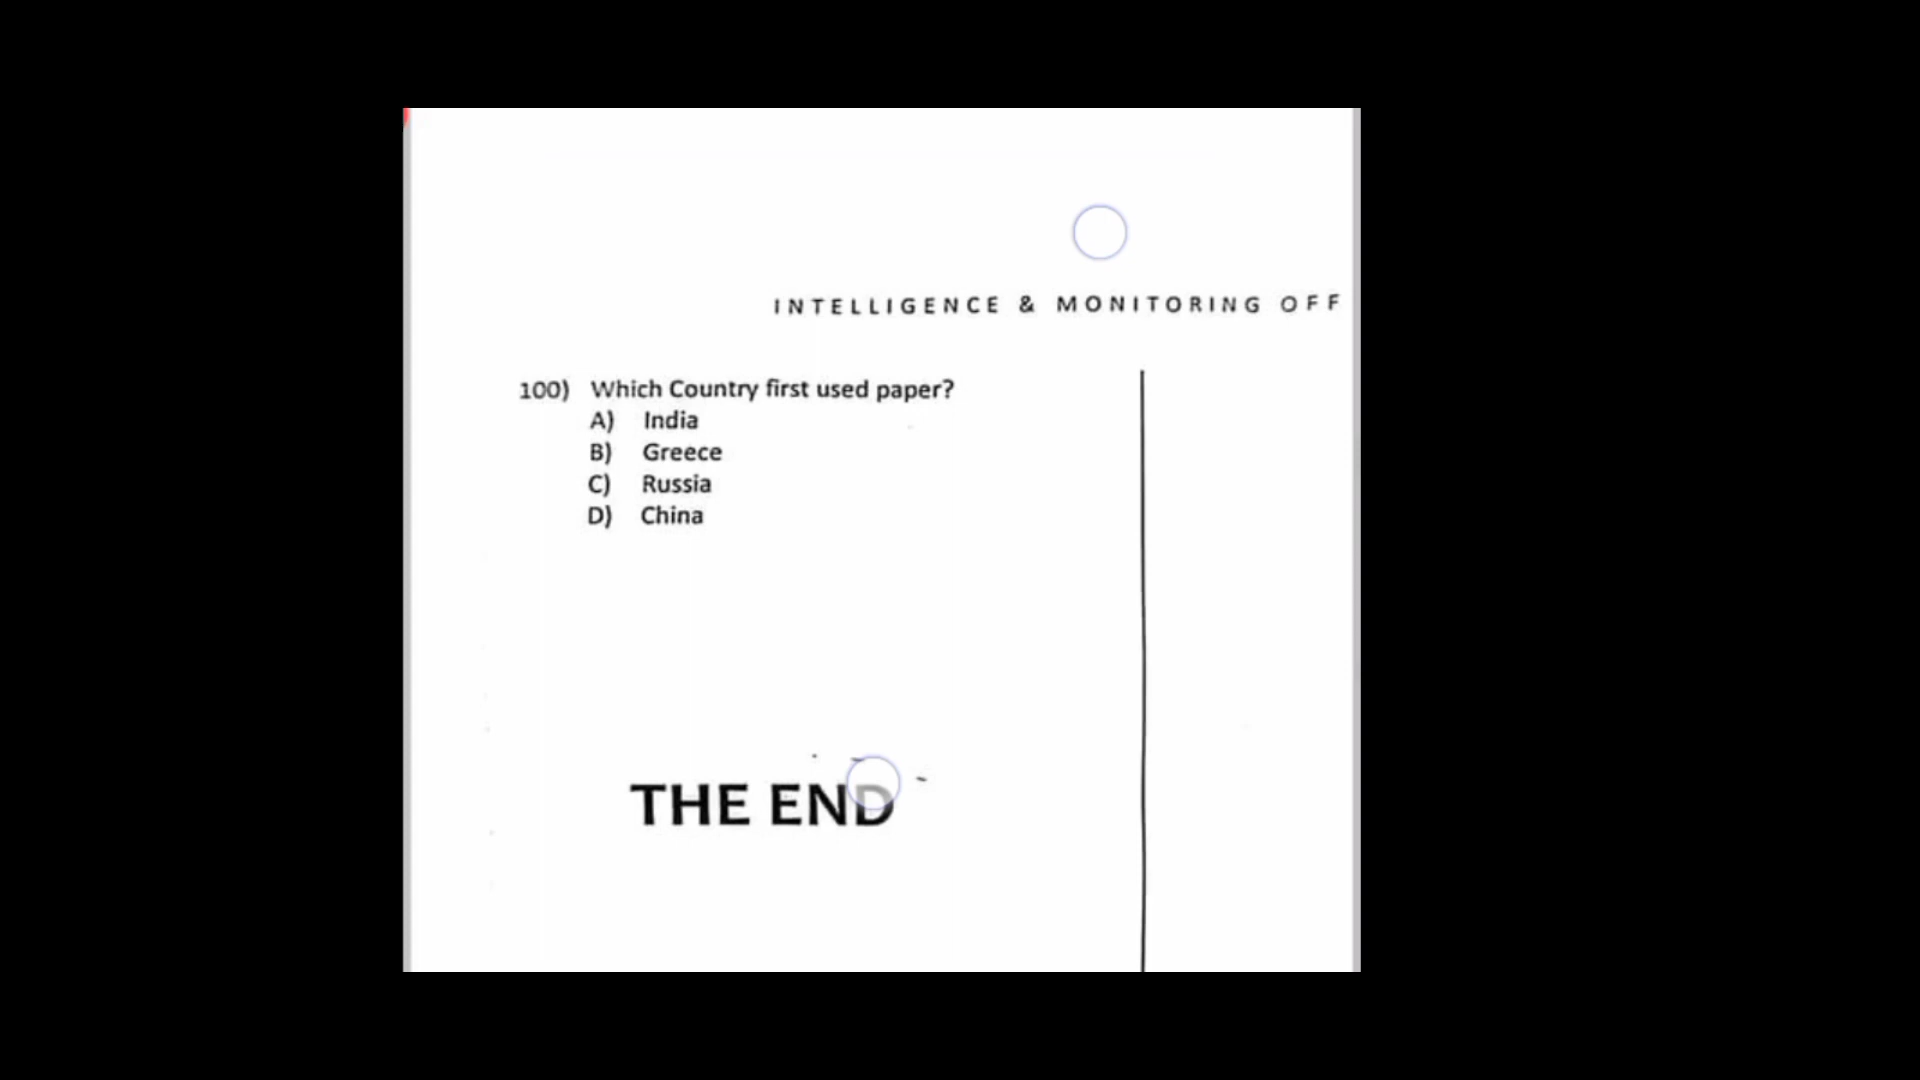 INTELLIGENCE & MONITORING OFF
100) Which Country first used paper?
A) India
B) Greece
C) Russia
D) China
THE END